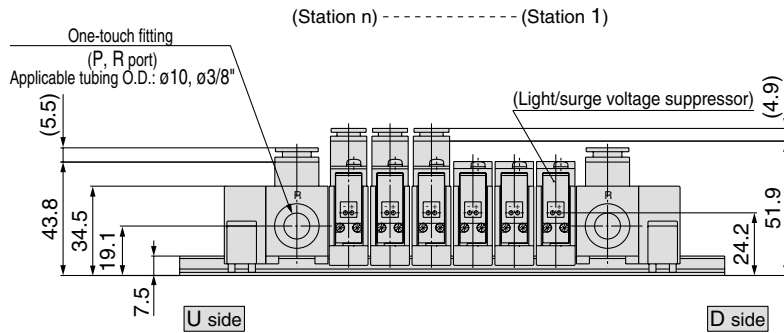 (Station n) ---------------- (Station 1)
One-touch fitting
(P, R port)
Applicable tubing O.D.: ø10, ø3/8"
(Light/surge voltage suppressor)
(5.5)
43.8
34.5
19.1
7.5
(4.9)
51.9
24.2
R
R
U side
D side